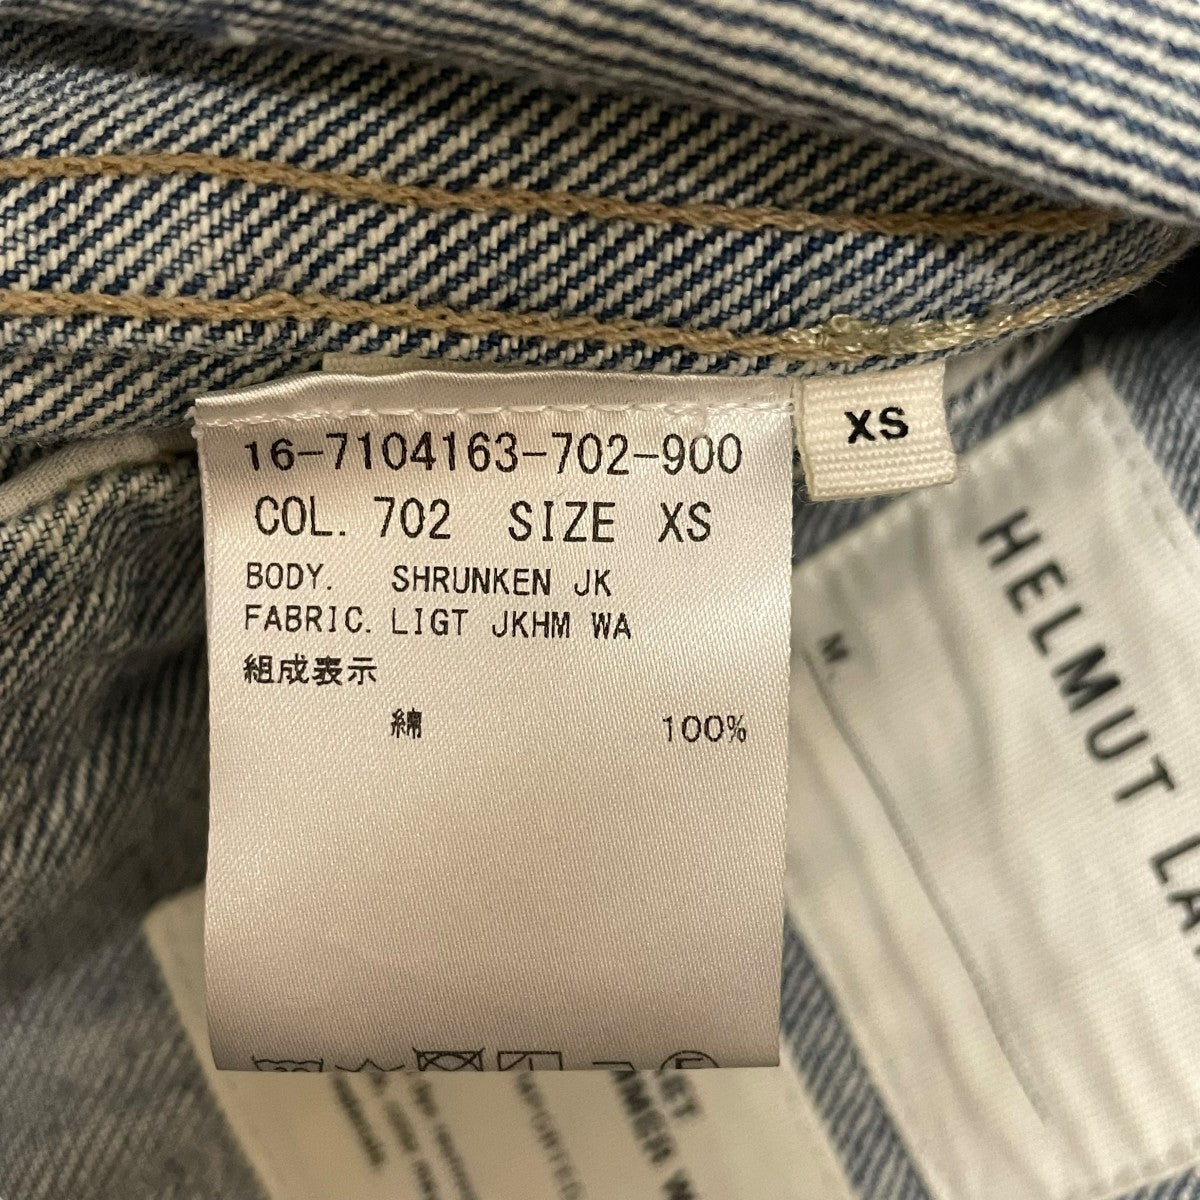 16-7104163-702-900
COL. 702 SIZE XS
BODY. SHRUNKEN JK
FABRIC. LIGT JKHM WA
組成表示
綿 100%
XS
HELMUT LA
M